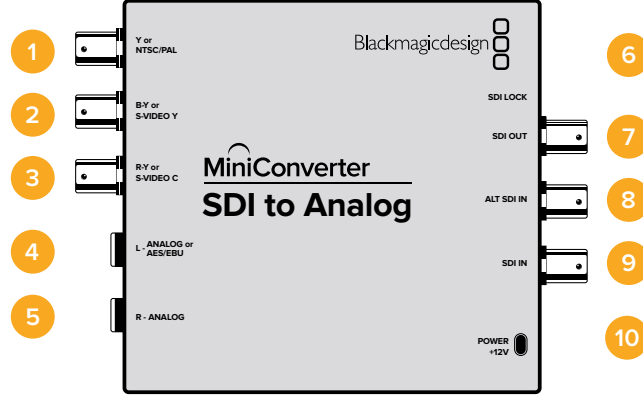 1
Y or
NTSC/PAL
2
B-Y or
S-VIDEO Y
3
R-Y or
S-VIDEO C
4
L - ANALOG or
AES/EBU
5
R - ANALOG
Blackmagicdesign
MiniConverter
SDI to Analog
6
SDI LOCK
SDI OUT
7
ALT SDI IN
8
SDI IN
9
POWER
+12V
10